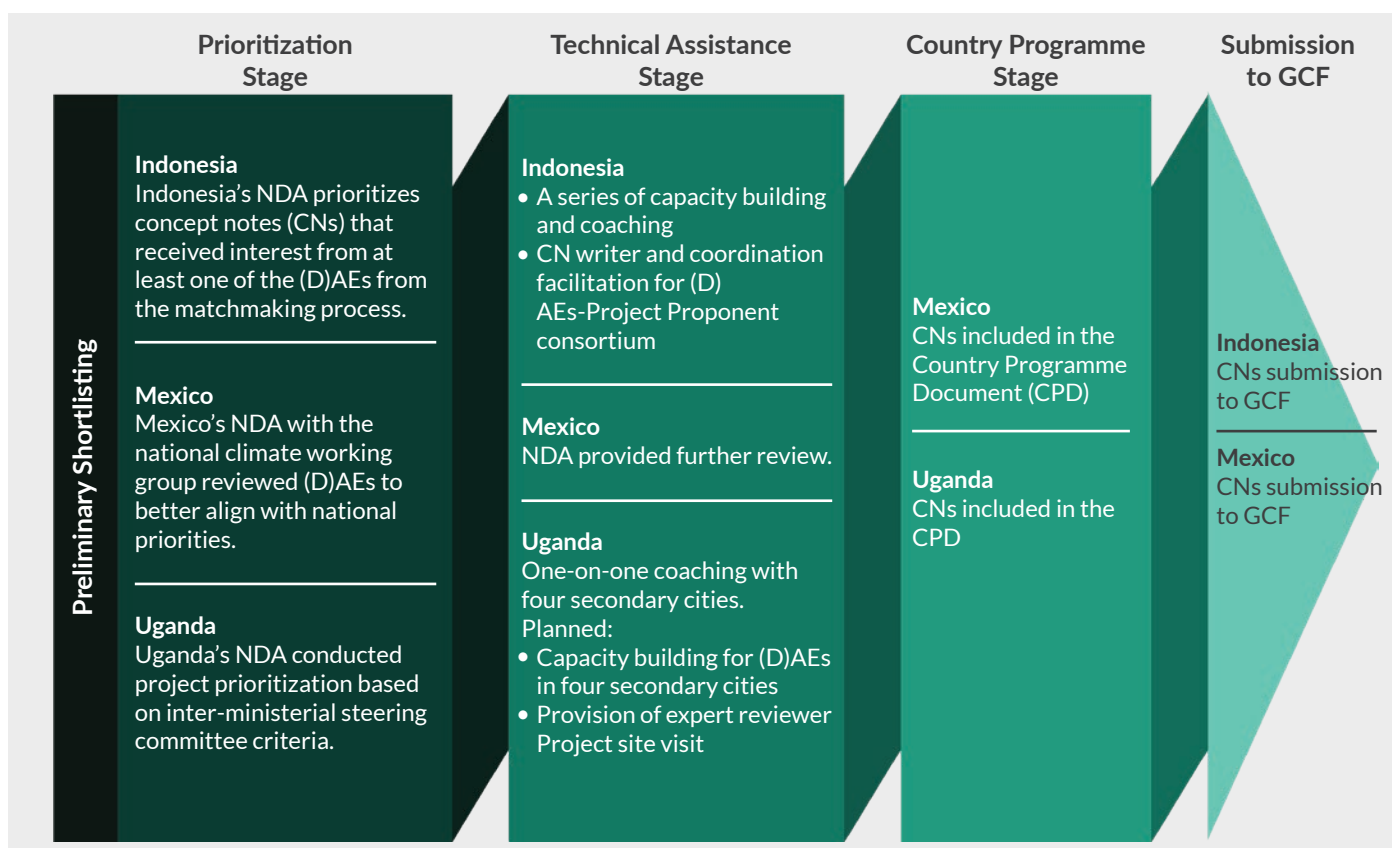 Prioritization
Stage
Technical Assistance
Stage
Country Programme
Stage
Submission
to GCF
Preliminary Shortlisting
Indonesia
Indonesia's NDA prioritizes
concept notes (CNs) that
received interest from at
least one of the (D)AEs from
the matchmaking process.
Mexico
Mexico's NDA with the
national climate working
group reviewed (D)AEs to
better align with national
priorities.
Uganda
Uganda's NDA conducted
project prioritization based
on inter-ministerial steering
committee criteria.
Indonesia
• A series of capacity building
and coaching
• CN writer and coordination
facilitation for (D)
AEs-Project Proponent
consortium
Mexico
NDA provided further review.
Uganda
One-on-one coaching with
four secondary cities.
Planned:
• Capacity building for (D)AEs
in four secondary cities
• Provision of expert reviewer
Project site visit
Mexico
CNs included in the
Country Programme
Document (CPD)
Uganda
CNs included in the
CPD
Indonesia
CNs submission
to GCF
Mexico
CNs submission
to GCF